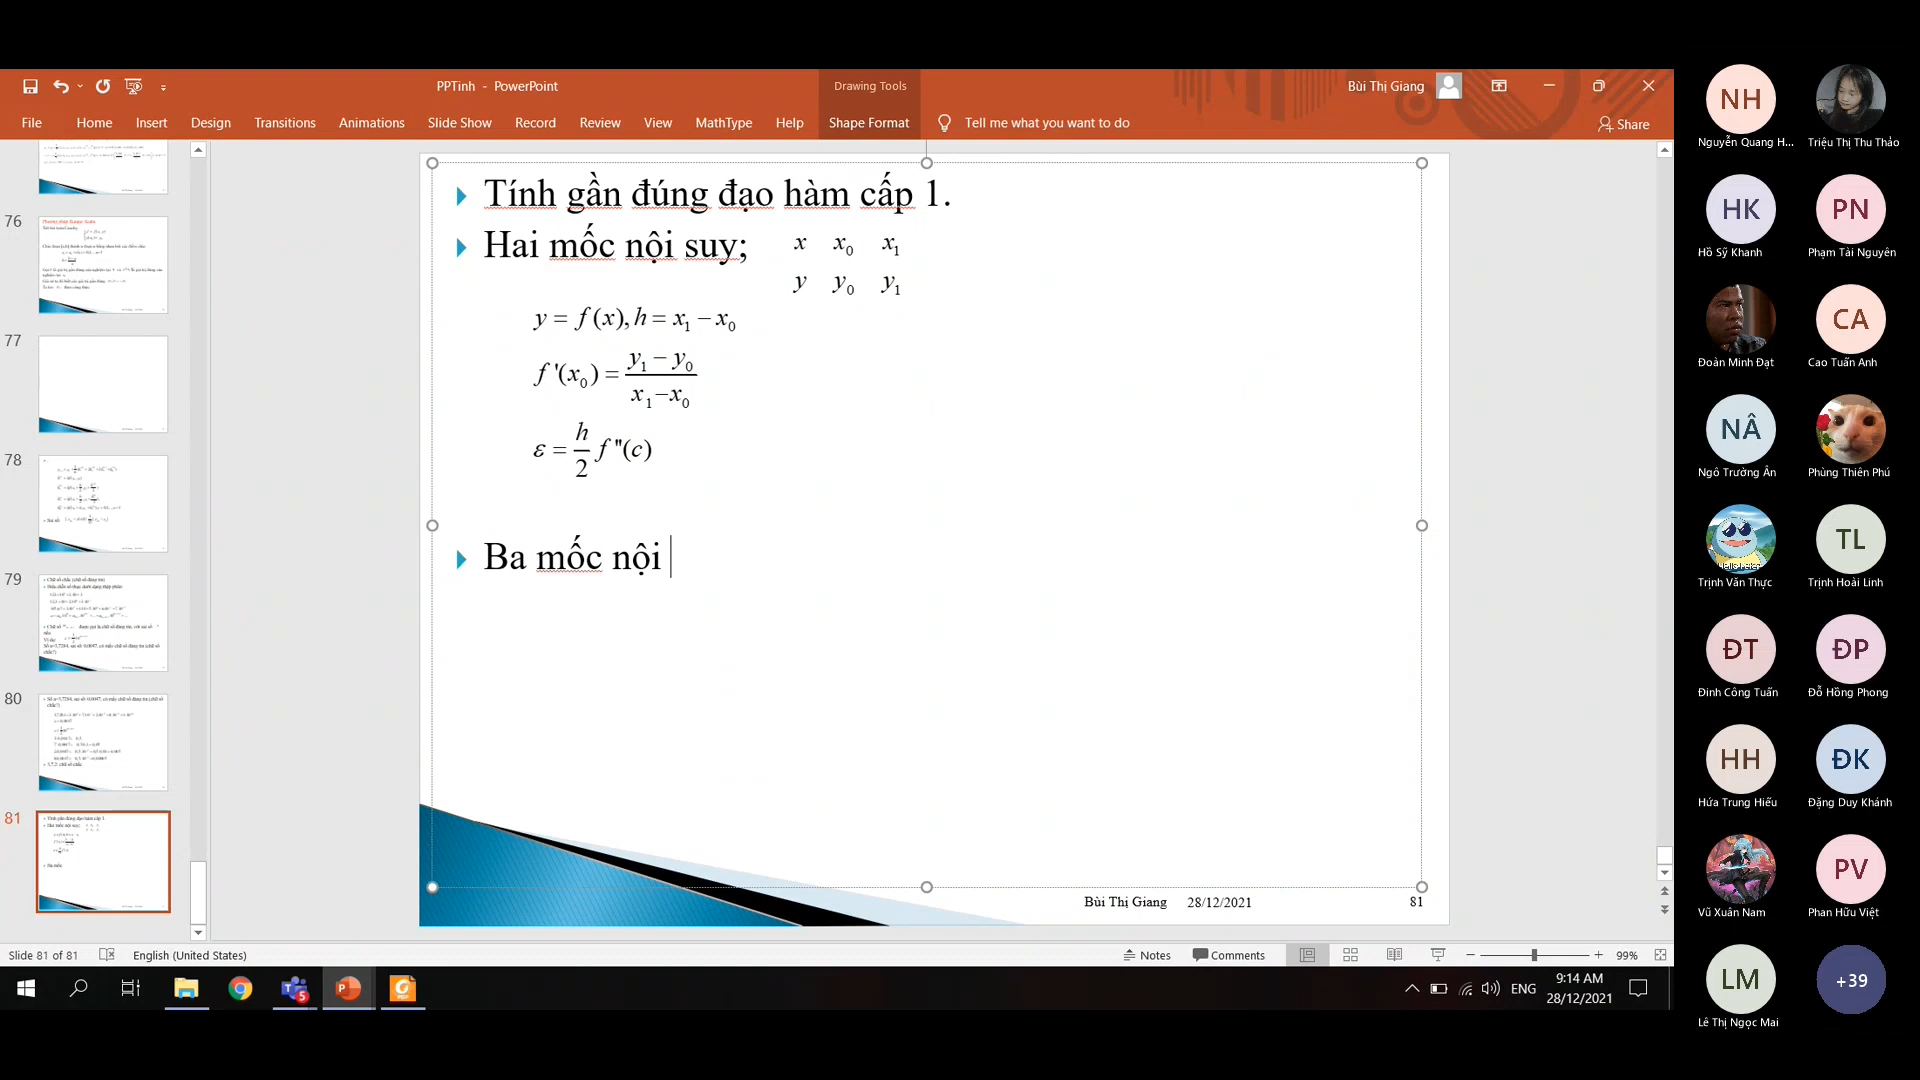 PPTinh - PowerPoint
Drawing Tools
Bùi Thị Giang
File Home Insert Design Transitions Animations Slide Show Record Review View MathType Help Shape Format Tell me what you want to do Share
76
77
78
79
80
81
Tính gần đúng đạo hàm cấp 1.
Hai mốc nội suy;
x x0 x1
y y0 y1
y = f(x), h = x1 − x0
f'(x0) = (y1 − y0)/(x1−x0)
ε = h/2 f''(c)
Ba mốc nội
Bùi Thị Giang 28/12/2021 81
Slide 81 of 81 English (United States) Notes Comments 99%
ENG
9:14 AM
28/12/2021
NH
Nguyễn Quang H...
Triệu Thị Thu Thảo
HK PN
Hồ Sỹ Khanh Phạm Tài Nguyên
CA
Đoàn Minh Đạt Cao Tuấn Anh
NÂ
Ngô Trường Ân Phùng Thiên Phú
TL
Trịnh Văn Thực Trịnh Hoài Linh
ĐT ĐP
Đinh Công Tuấn Đỗ Hồng Phong
HH ĐK
Hứa Trung Hiếu Đặng Duy Khánh
PV
Vũ Xuân Nam Phan Hữu Việt
LM +39
Lê Thị Ngọc Mai